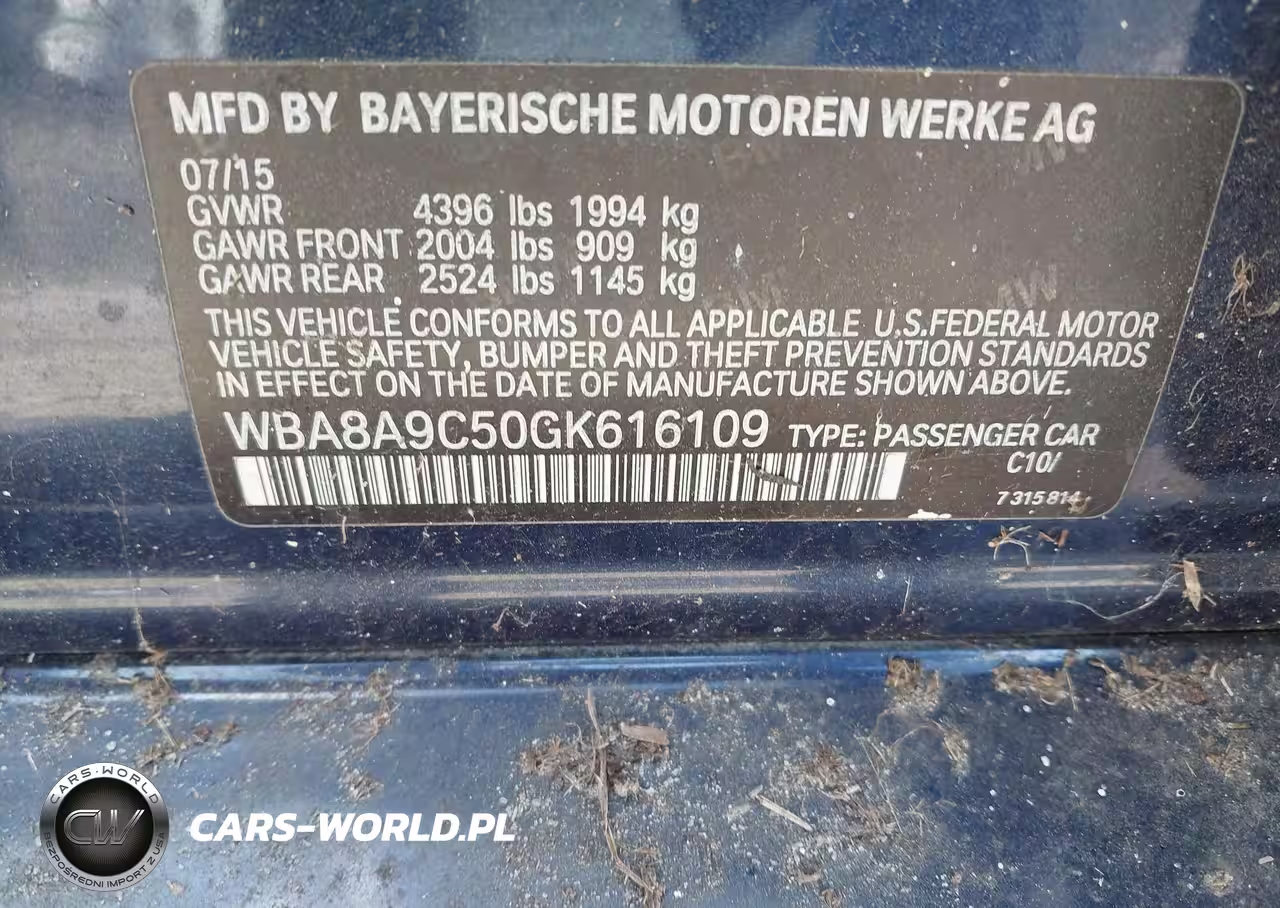 MFD BY BAYERISCHE MOTOREN WERKE AG
07/15
GVWR 4396 lbs 1994 kg
GAWR FRONT 2004 lbs 909 kg
GAWR REAR 2524 lbs 1145 kg
THIS VEHICLE CONFORMS TO ALL APPLICABLE U.S.FEDERAL MOTOR
VEHICLE SAFETY, BUMPER AND THEFT PREVENTION STANDARDS
IN EFFECT ON THE DATE OF MANUFACTURE SHOWN ABOVE.
WBA8A9C50GK616109 TYPE: PASSENGER CAR
C10/
7315814
CARS-WORLD
CW
BEZPOŚREDNI IMPORT Z USA
CARS-WORLD.PL